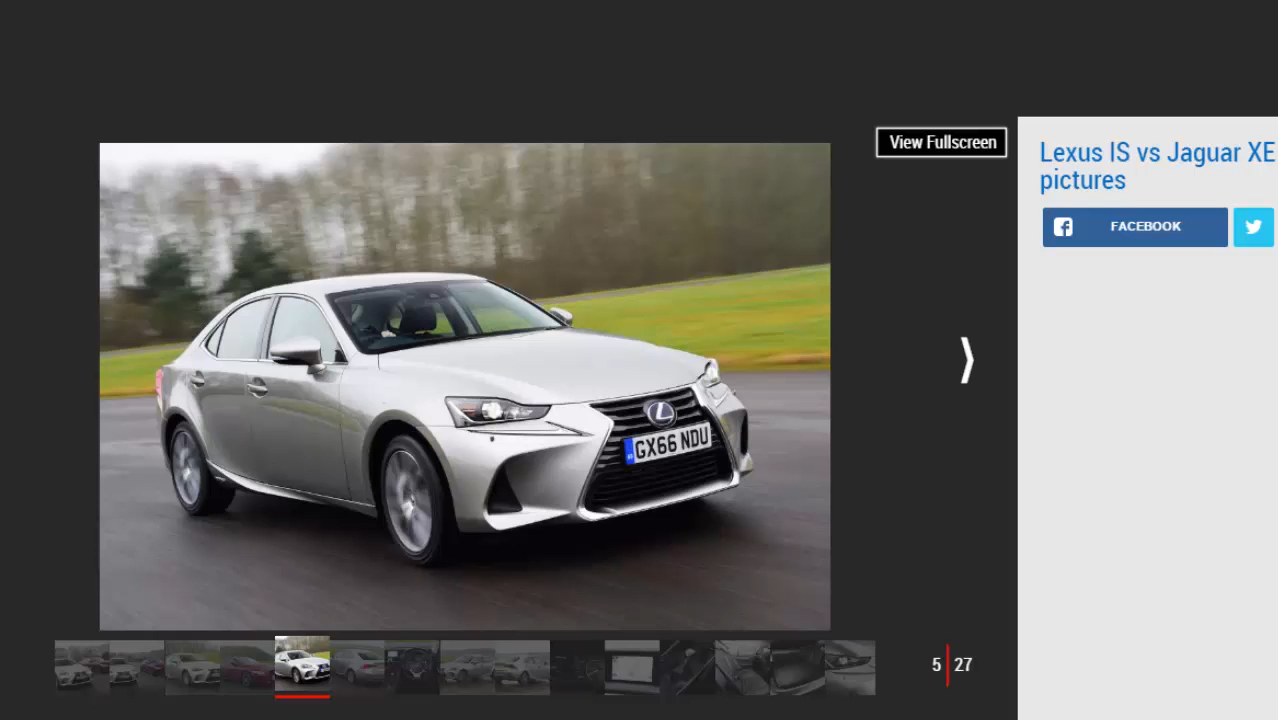 View Fullscreen
Lexus IS vs Jaguar XE
pictures
FACEBOOK
GX66 NDU
5 27